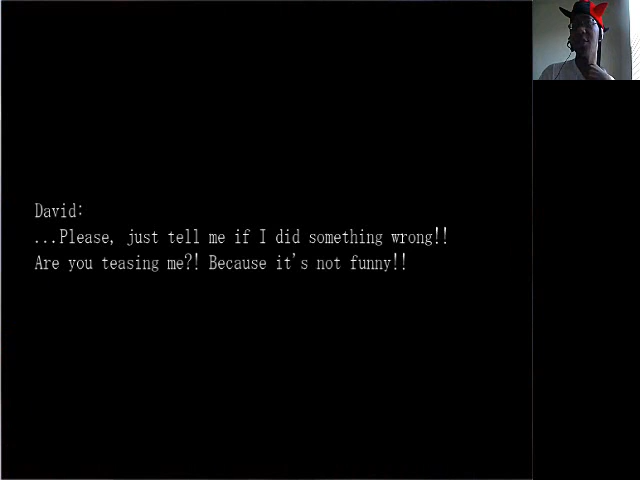 David:
...Please, just tell me if I did something wrong!!
Are you teasing me?! Because it's not funny!!